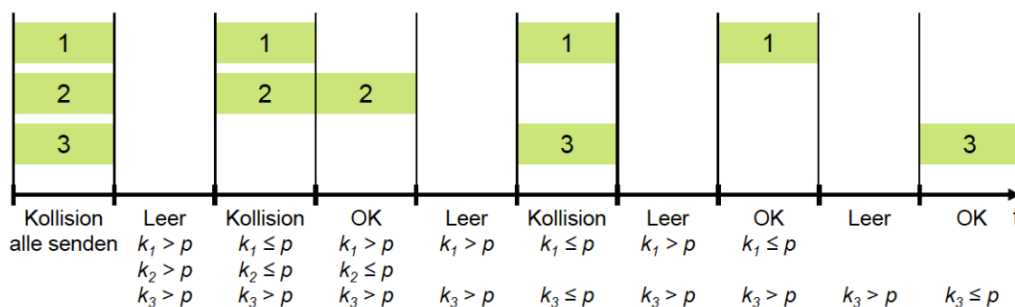 1 1 1 1
2 2 2
3 3 3
Kollision Leer Kollision OK Leer Kollision Leer OK Leer OK t
alle senden k₁ > p k₁ ≤ p k₁ > p k₁ > p k₁ ≤ p k₁ > p k₁ ≤ p
k₂ > p k₂ ≤ p k₂ ≤ p
k₃ > p k₃ > p k₃ > p k₃ > p k₃ ≤ p k₃ > p k₃ > p k₃ > p k₃ ≤ p